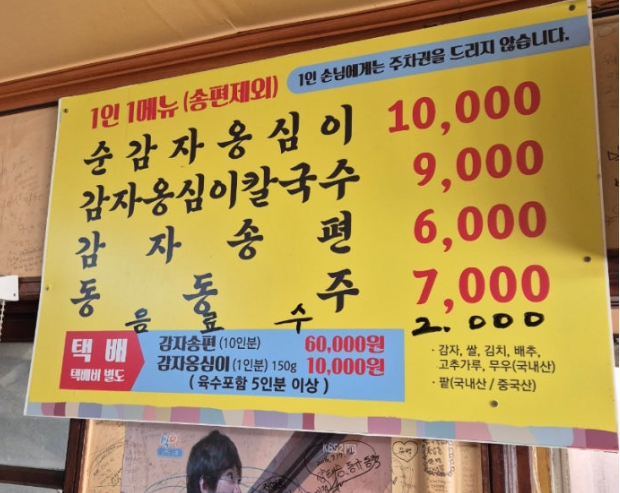 1인 손님에게는 주차권을 드리지 않습니다.
1인 1메뉴 (송편제외)
순감자옹심이 10,000
감자옹심이칼국수 9,000
감자송편 6,000
동동주 7,000
음료수 2.000
택배
택배비 별도
감자송편 (10인분) 60,000원
감자옹심이 (1인분) 150g 10,000원
( 육수포함 5인분 이상 )
· 감자, 쌀, 김치, 배추,
고추가루, 무우(국내산)
· 팥(국내산 / 중국산)